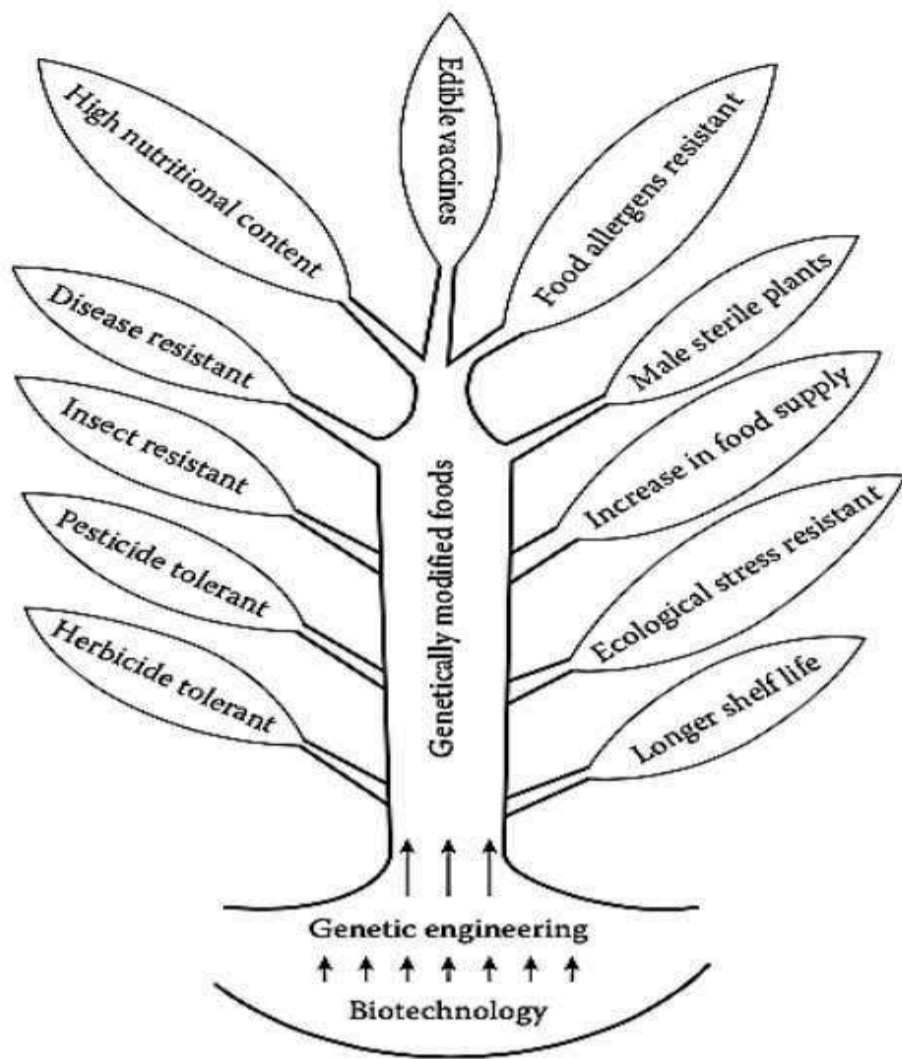 High nutritional content
Edible vaccines
Food allergens resistant
Disease resistant
Male sterile plants
Insect resistant
Increase in food supply
Pesticide tolerant
Ecological stress resistant
Herbicide tolerant
Longer shelf life
Genetically modified foods
Genetic engineering
Biotechnology